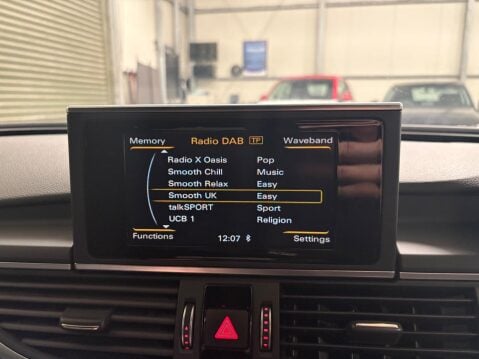 Memory Radio DAB TP Waveband
Radio X Oasis Pop
Smooth Chill Music
Smooth Relax Easy
Smooth UK Easy
talkSPORT Sport
UCB 1 Religion
Functions 12:07 Settings